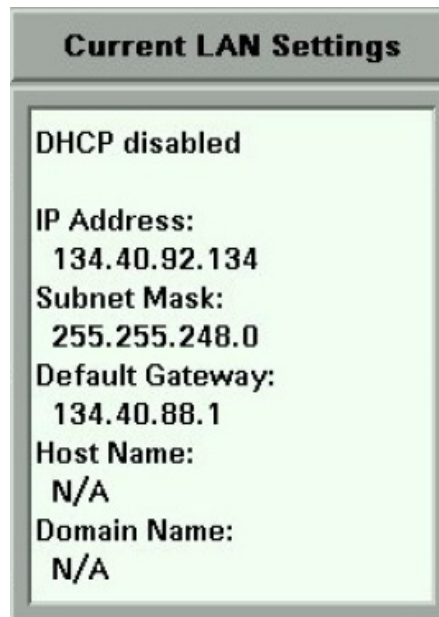 Current LAN Settings
DHCP disabled
IP Address:
134.40.92.134
Subnet Mask:
255.255.248.0
Default Gateway:
134.40.88.1
Host Name:
N/A
Domain Name:
N/A